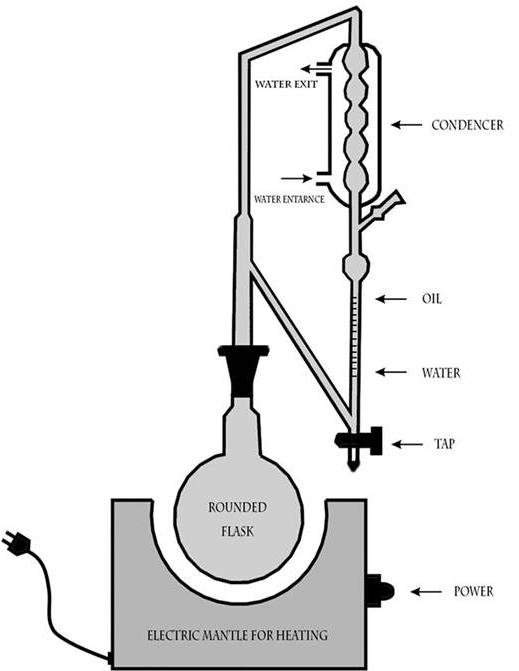 WATER EXIT
CONDENCER
WATER ENTARNCE
OIL
WATER
TAP
ROUNDED
FLASK
POWER
ELECTRIC MANTLE FOR HEATING